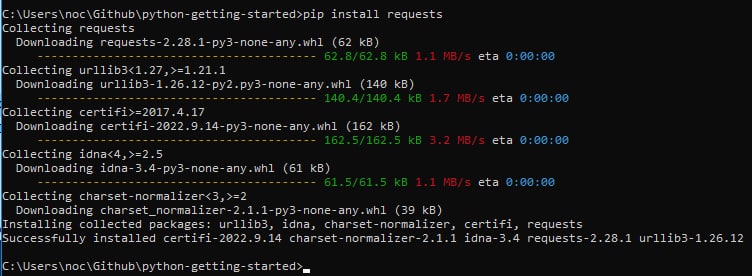 C:\Users\noc\Github\python-getting-started>pip install requests
Collecting requests
  Downloading requests-2.28.1-py3-none-any.whl (62 kB)
     ---------------------------------------- 62.8/62.8 kB 1.1 MB/s eta 0:00:00
Collecting urllib3<1.27,>=1.21.1
  Downloading urllib3-1.26.12-py2.py3-none-any.whl (140 kB)
     ---------------------------------------- 140.4/140.4 kB 1.7 MB/s eta 0:00:00
Collecting certifi>=2017.4.17
  Downloading certifi-2022.9.14-py3-none-any.whl (162 kB)
     ---------------------------------------- 162.5/162.5 kB 3.2 MB/s eta 0:00:00
Collecting idna<4,>=2.5
  Downloading idna-3.4-py3-none-any.whl (61 kB)
     ---------------------------------------- 61.5/61.5 kB 1.1 MB/s eta 0:00:00
Collecting charset-normalizer<3,>=2
  Downloading charset_normalizer-2.1.1-py3-none-any.whl (39 kB)
Installing collected packages: urllib3, idna, charset-normalizer, certifi, requests
Successfully installed certifi-2022.9.14 charset-normalizer-2.1.1 idna-3.4 requests-2.28.1 urllib3-1.26.12
C:\Users\noc\Github\python-getting-started>